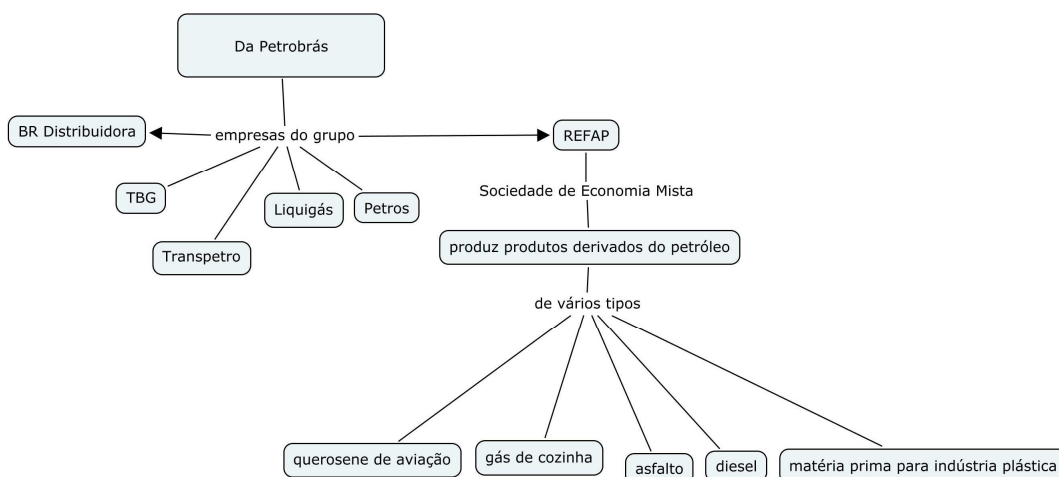 Da Petrobrás
BR Distribuidora
empresas do grupo
REFAP
TBG
Liquigás
Petros
Transpetro
Sociedade de Economia Mista
produz produtos derivados do petróleo
de vários tipos
querosene de aviação
gás de cozinha
asfalto
diesel
matéria prima para indústria plástica